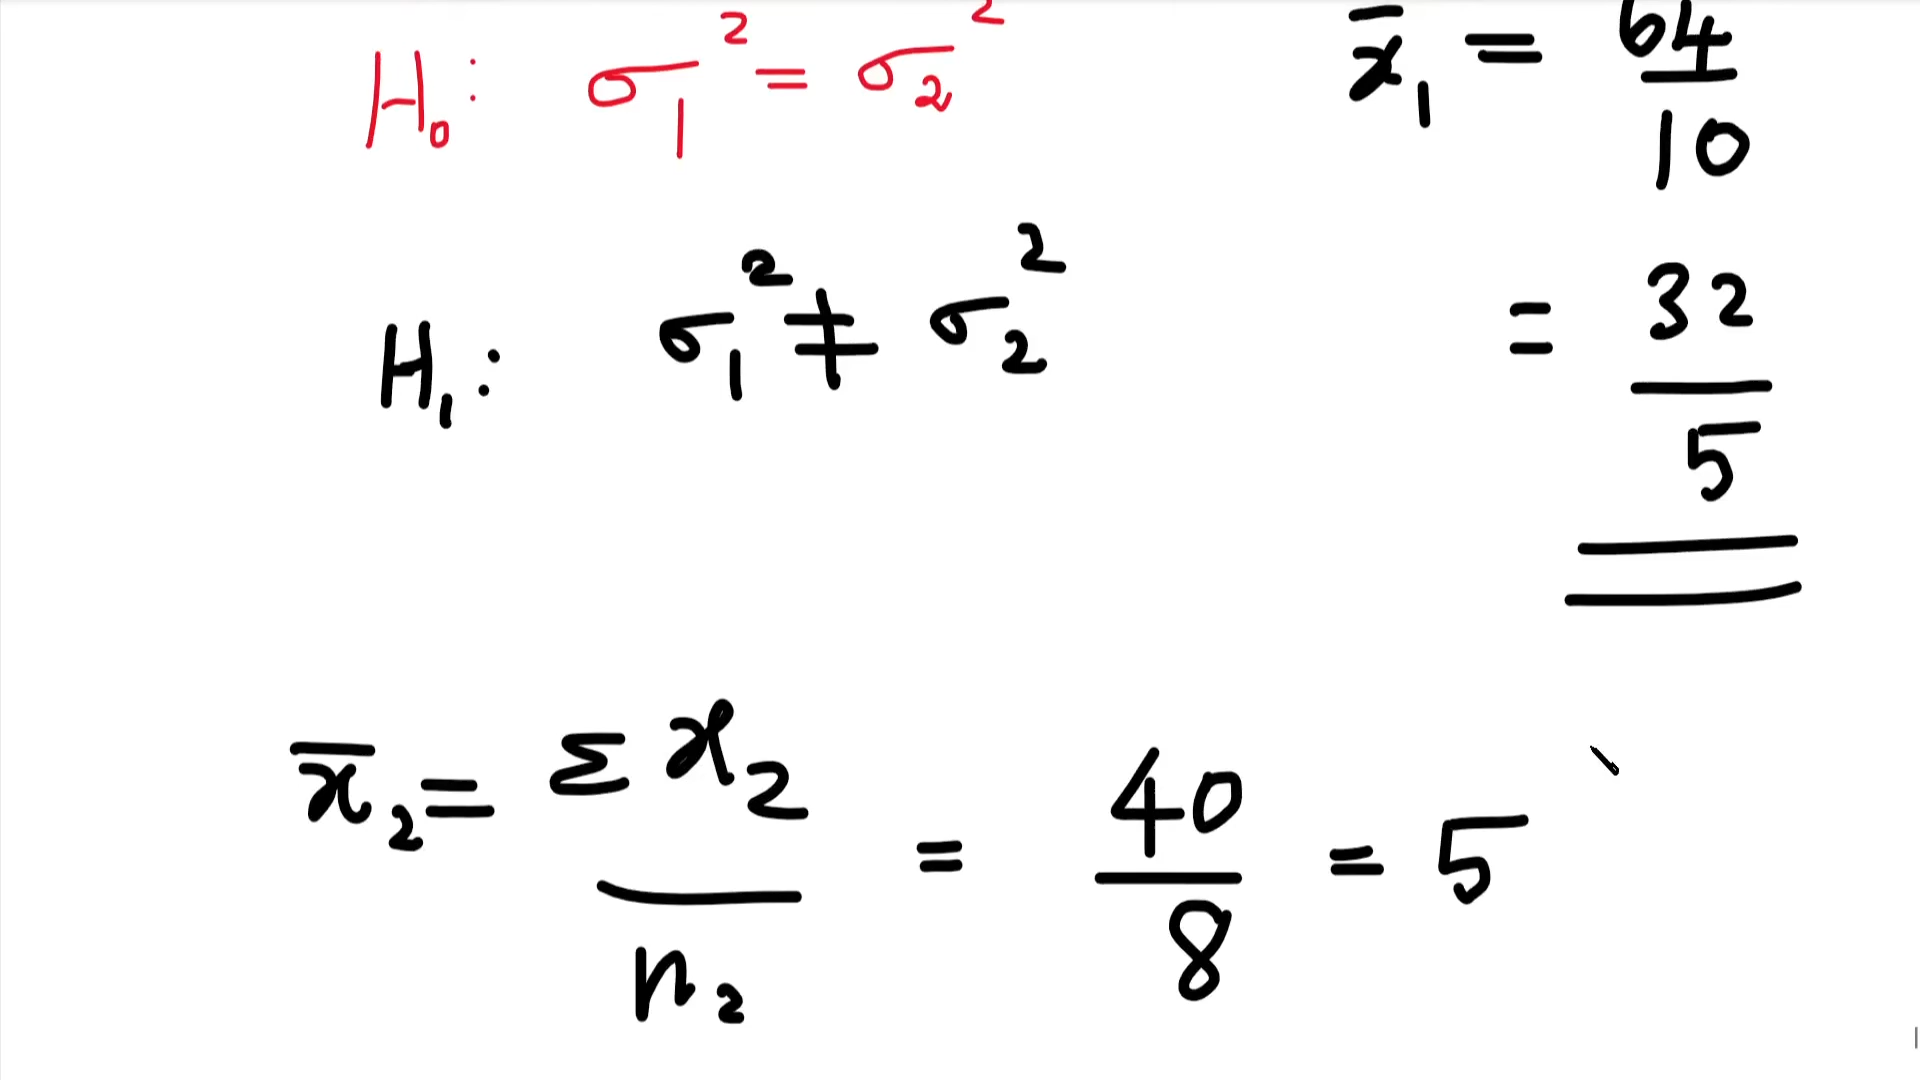 H₀: σ₁² = σ₂²
x̄₁ = 64/10
H₁: σ₁² ≠ σ₂²
= 32/5
x̄₂ = Σx₂/n₂ = 40/8 = 5